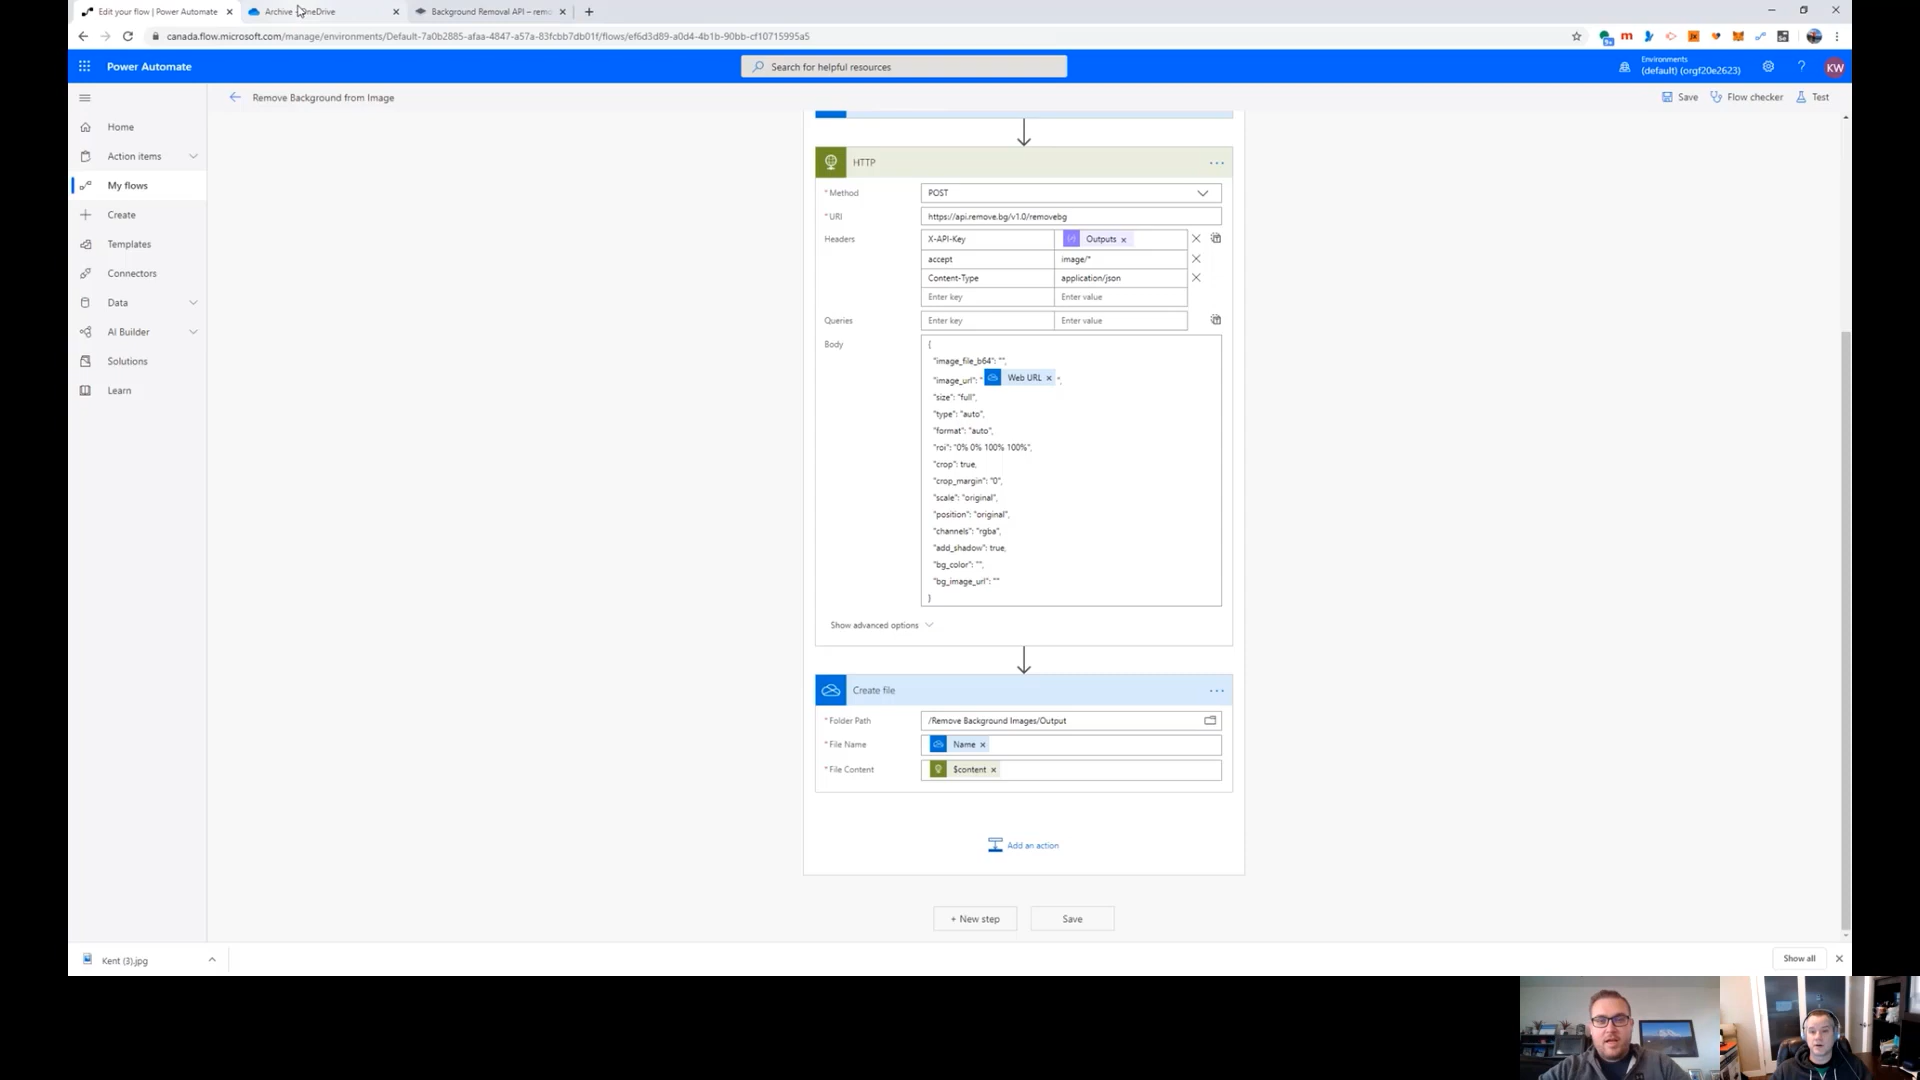 Edit your flow | Power Automate
Archive - OneDrive
Background Removal API – remo
canada.flow.microsoft.com/manage/environments/Default-7a0b2885-afaa-4847-a57a-83fcbb7db01f/flows/ef6d3d89-a0d4-4b1b-90bb-cf10715995a5
Power Automate
Search for helpful resources
Environments
(default) (orgf20e2623)
KW
Remove Background from Image
Save
Flow checker
Test
Home
Action items
My flows
Create
Templates
Connectors
Data
AI Builder
Solutions
Learn
HTTP
* Method
POST
* URI
https://api.remove.bg/v1.0/removebg
Headers
X-API-Key
Outputs
accept
image/*
Content-Type
application/json
Enter key
Enter value
Queries
Enter key
Enter value
Body
{
"image_file_b64": "",
"image_url": " Web URL ",
"size": "full",
"type": "auto",
"format": "auto",
"roi": "0% 0% 100% 100%",
"crop": true,
"crop_margin": "0",
"scale": "original",
"position": "original",
"channels": "rgba",
"add_shadow": true,
"bg_color": "",
"bg_image_url": ""
}
Show advanced options
Create file
* Folder Path
/Remove Background Images/Output
* File Name
Name
* File Content
$content
Add an action
+ New step
Save
Kent (3).jpg
Show all